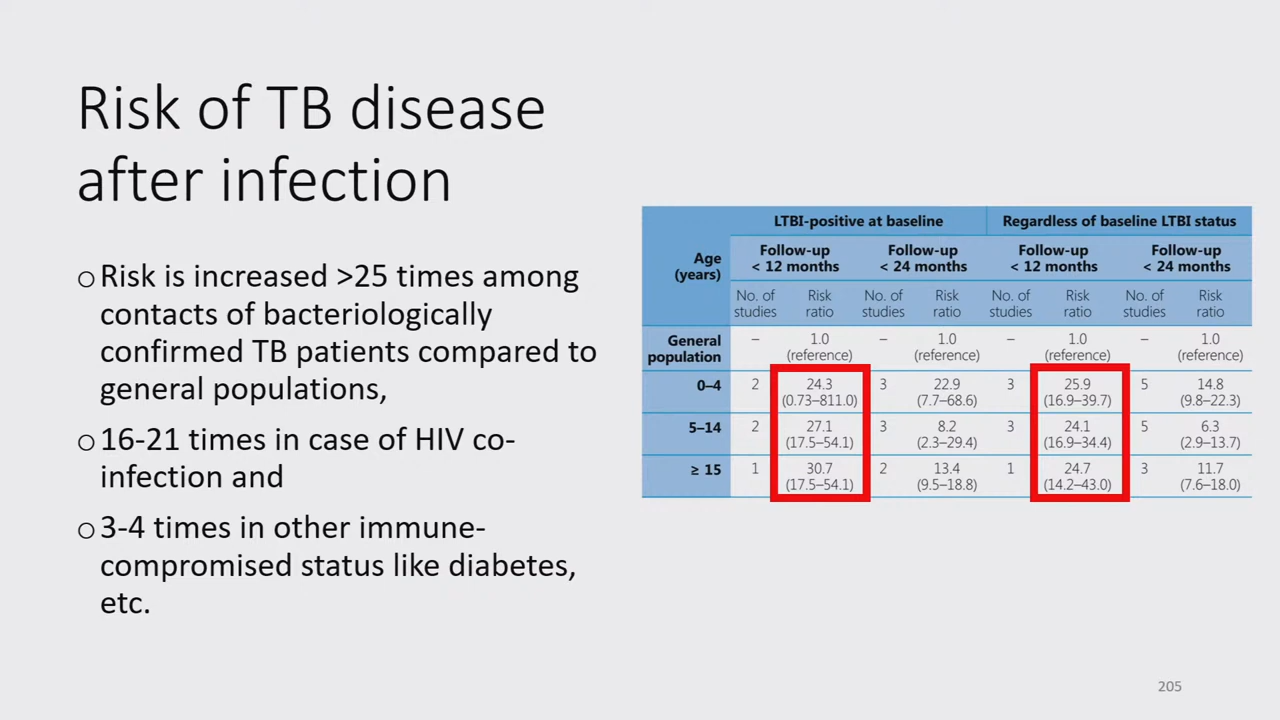 Risk of TB disease
after infection
oRisk is increased >25 times among
contacts of bacteriologically
confirmed TB patients compared to
general populations,
o16-21 times in case of HIV co-
infection and
o3-4 times in other immune-
compromised status like diabetes,
etc.
LTBI-positive at baseline Regardless of baseline LTBI status
Age
(years)
Follow-up Follow-up Follow-up Follow-up
< 12 months < 24 months < 12 months < 24 months
No. of Risk No. of Risk No. of Risk No. of Risk
studies ratio studies ratio studies ratio studies ratio
General – 1.0 – 1.0 – 1.0 – 1.0
population (reference) (reference) (reference) (reference)
0–4 2 24.3 3 22.9 3 25.9 5 14.8
(0.73–811.0) (7.7–68.6) (16.9–39.7) (9.8–22.3)
5–14 2 27.1 3 8.2 3 24.1 5 6.3
(17.5–54.1) (2.3–29.4) (16.9–34.4) (2.9–13.7)
≥ 15 1 30.7 2 13.4 1 24.7 3 11.7
(17.5–54.1) (9.5–18.8) (14.2–43.0) (7.6–18.0)
205